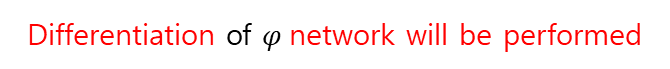 Differentiation of φ network will be performed